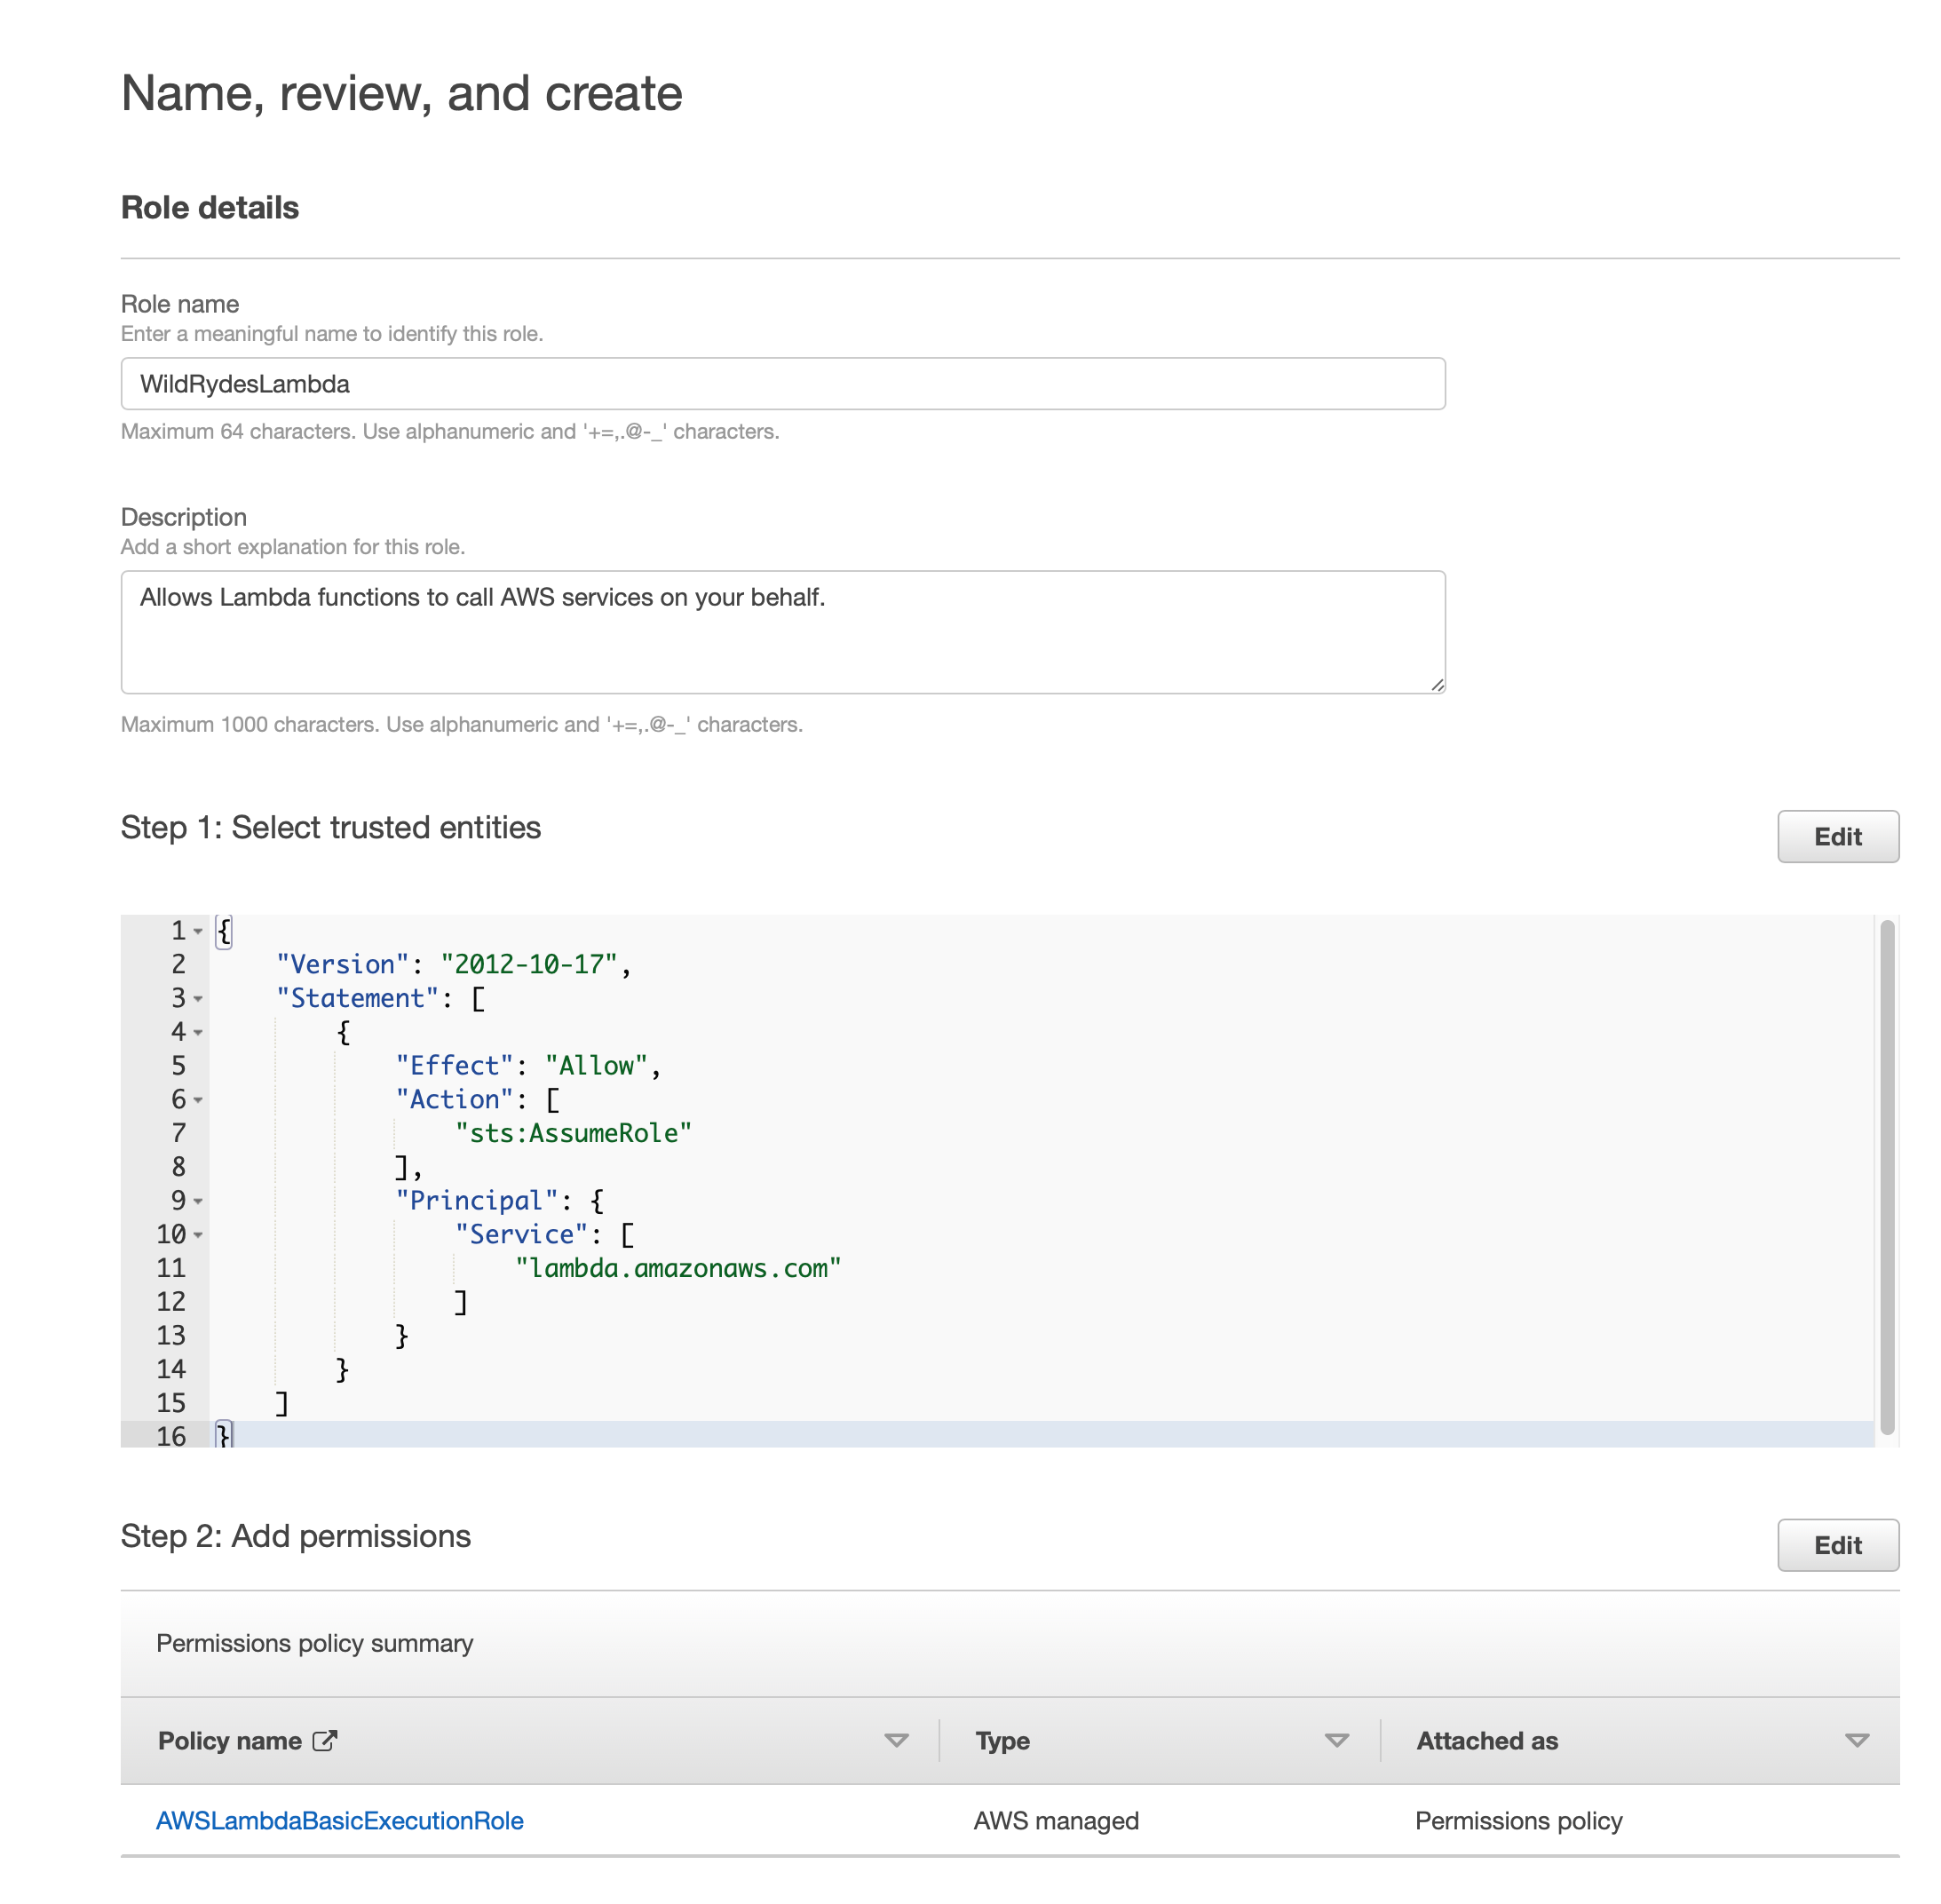 Name, review, and create
Role details
Role name
Enter a meaningful name to identify this role.
WildRydesLambda
Maximum 64 characters. Use alphanumeric and '+=,.@-_' characters.
Description
Add a short explanation for this role.
Allows Lambda functions to call AWS services on your behalf.
Maximum 1000 characters. Use alphanumeric and '+=,.@-_' characters.
Step 1: Select trusted entities
Edit
1 {
2     "Version": "2012-10-17",
3     "Statement": [
4         {
5             "Effect": "Allow",
6             "Action": [
7                 "sts:AssumeRole"
8             ],
9             "Principal": {
10                 "Service": [
11                     "lambda.amazonaws.com"
12                 ]
13             }
14         }
15     ]
16 }
Step 2: Add permissions
Edit
Permissions policy summary
Policy name Type Attached as
AWSLambdaBasicExecutionRole AWS managed Permissions policy